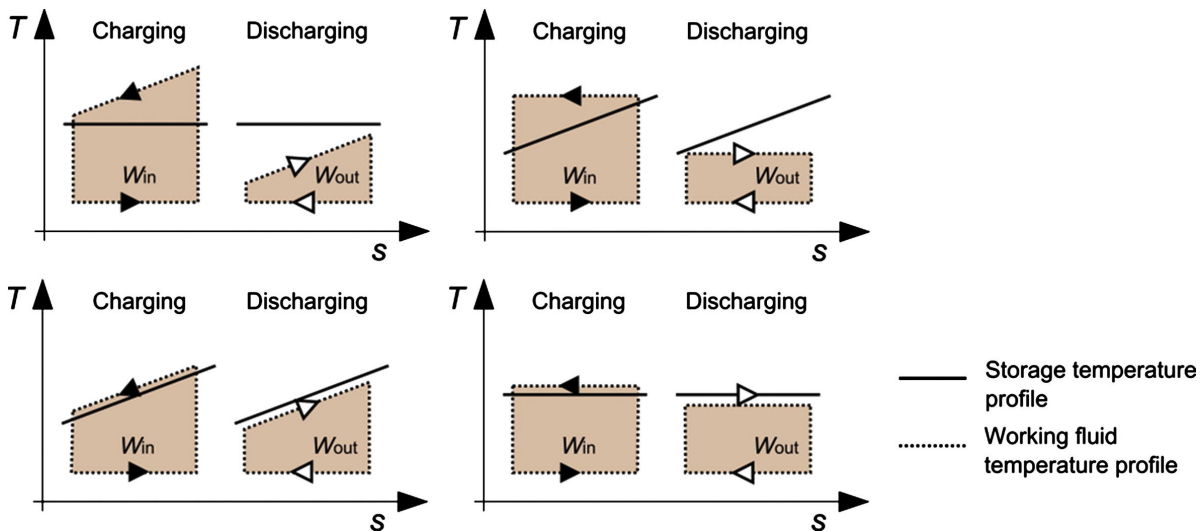 T Charging Discharging
Win Wout
s
T Charging Discharging
Win Wout
s
T Charging Discharging
Win Wout
s
T Charging Discharging
Win Wout
s
Storage temperature
profile
Working fluid
temperature profile